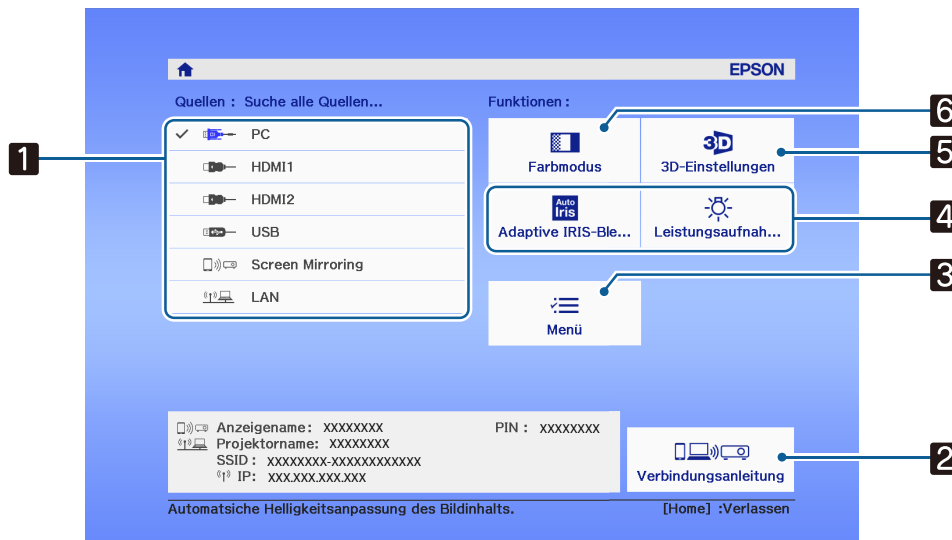 EPSON
Quellen : Suche alle Quellen...
PC
HDMI1
HDMI2
USB
Screen Mirroring
LAN
Funktionen :
Farbmodus
3D
3D-Einstellungen
Auto
Iris
Adaptive IRIS-Ble...
Leistungsaufnah...
Menü
Anzeigename : XXXXXXXX
PIN : XXXXXXXX
Projektorname: XXXXXXXX
SSID : XXXXXXXX-XXXXXXXXXXXX
IP: XXX.XXX.XXX.XXX
Verbindungsanleitung
Automatsiche Helligkeitsanpassung des Bildinhalts.
[Home] :Verlassen
1
6
5
4
3
2